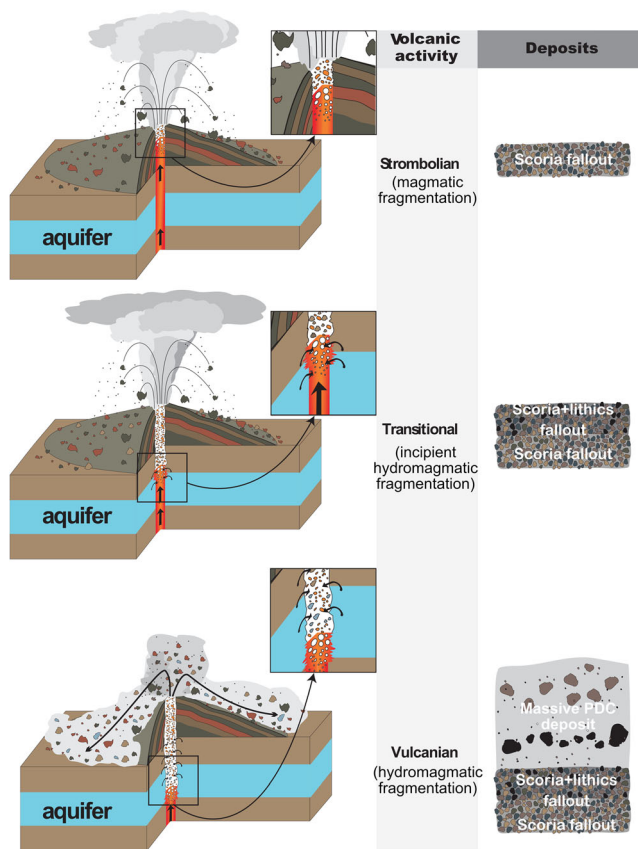 Volcanic
activity
Deposits
aquifer
Strombolian
(magmatic
fragmentation)
Scoria fallout
aquifer
Transitional
(incipient
hydromagmatic
fragmentation)
Scoria+lithics
fallout
Scoria fallout
aquifer
Vulcanian
(hydromagmatic
fragmentation)
Massive PDC
deposit
Scoria+lithics
fallout
Scoria fallout